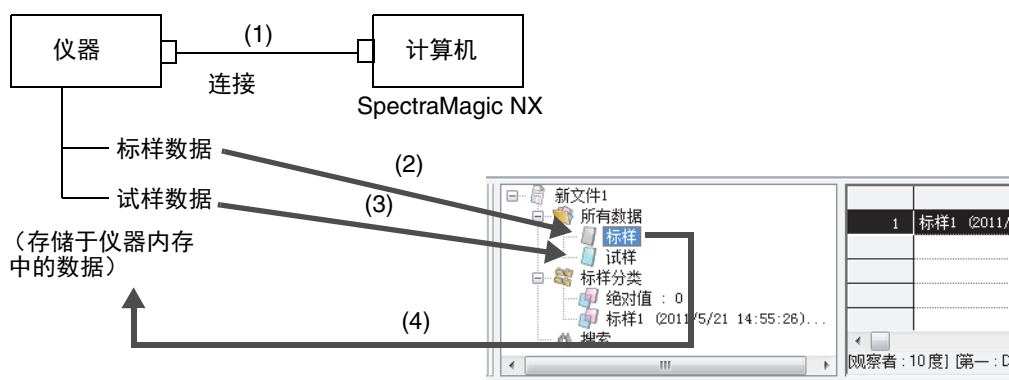 仪器
(1)
计算机
连接
SpectraMagic NX
标样数据
(2)
试样数据
(3)
（存储于仪器内存
中的数据）
(4)
新文件1
所有数据
标样
试样
标样分类
绝对值 : 0
标样1 (2011/5/21 14:55:26)...
搜索
1 标样1 (2011/
[观察者 : 10度] [第一 : D